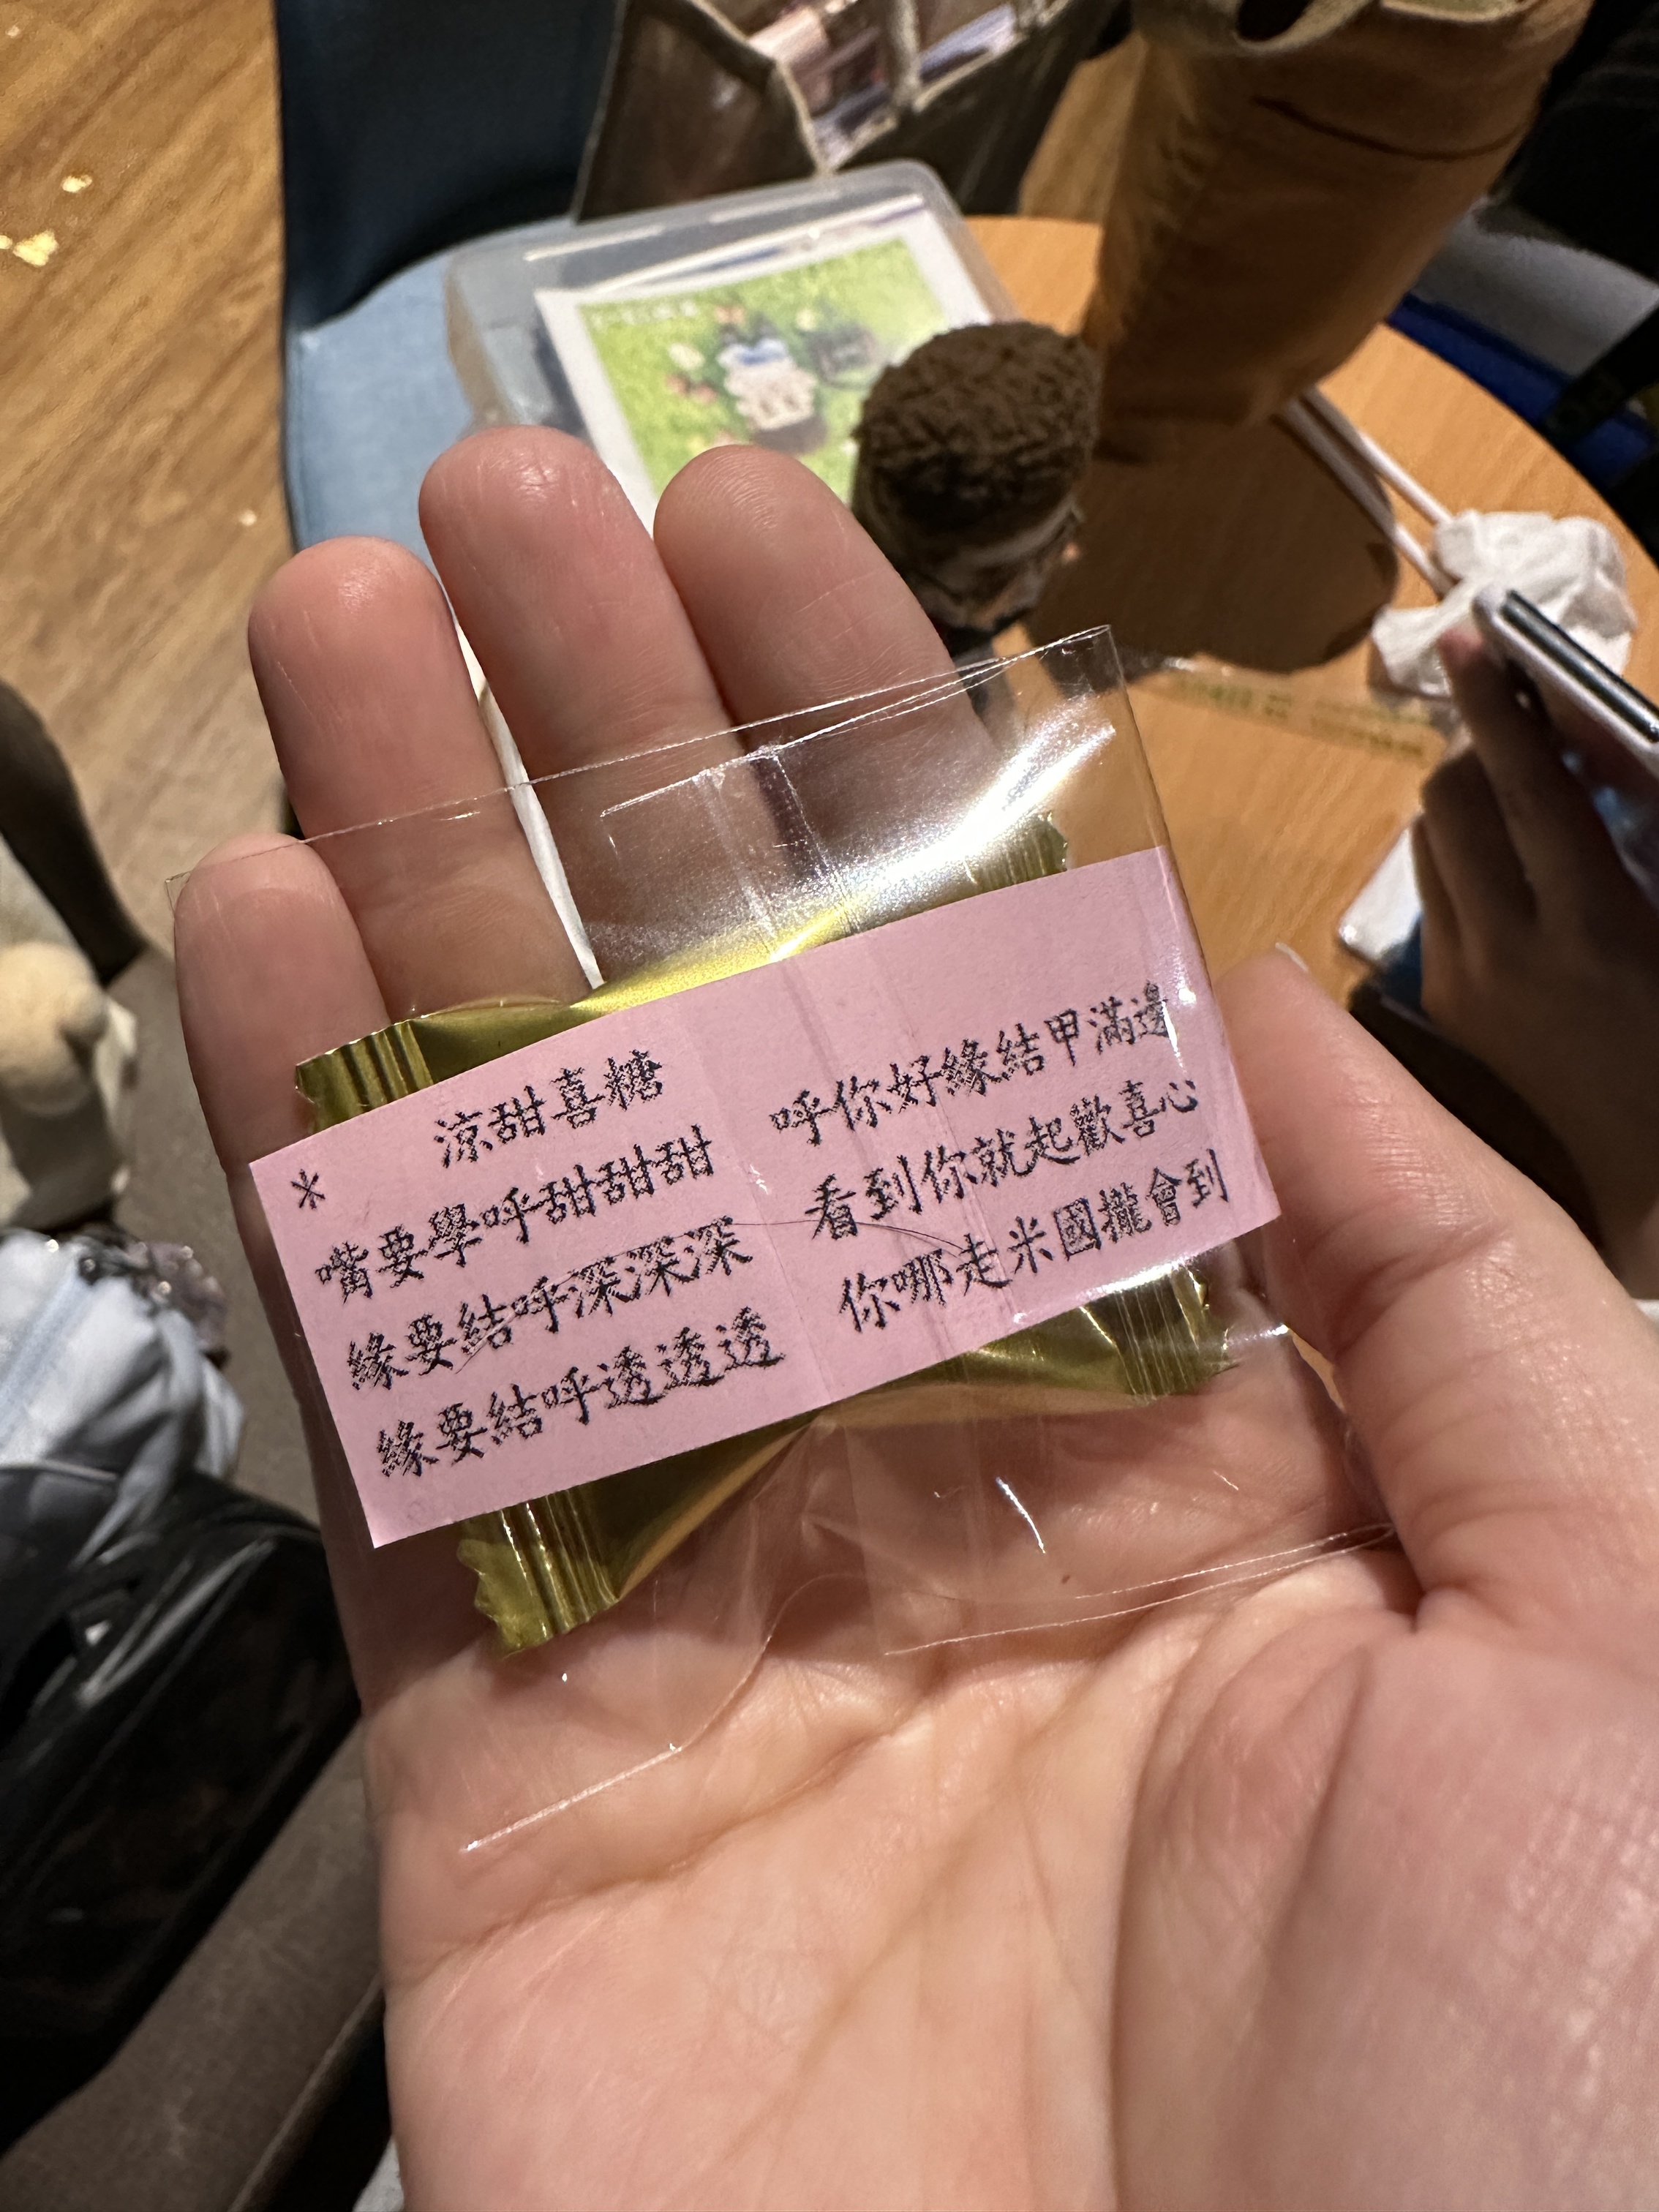 涼甜喜糖
*
嘴要學呼甜甜甜
緣要結呼深深深
緣要結呼透透透
呼你好緣結甲滿邊
看到你就起歡喜心
你哪走米國攏會到